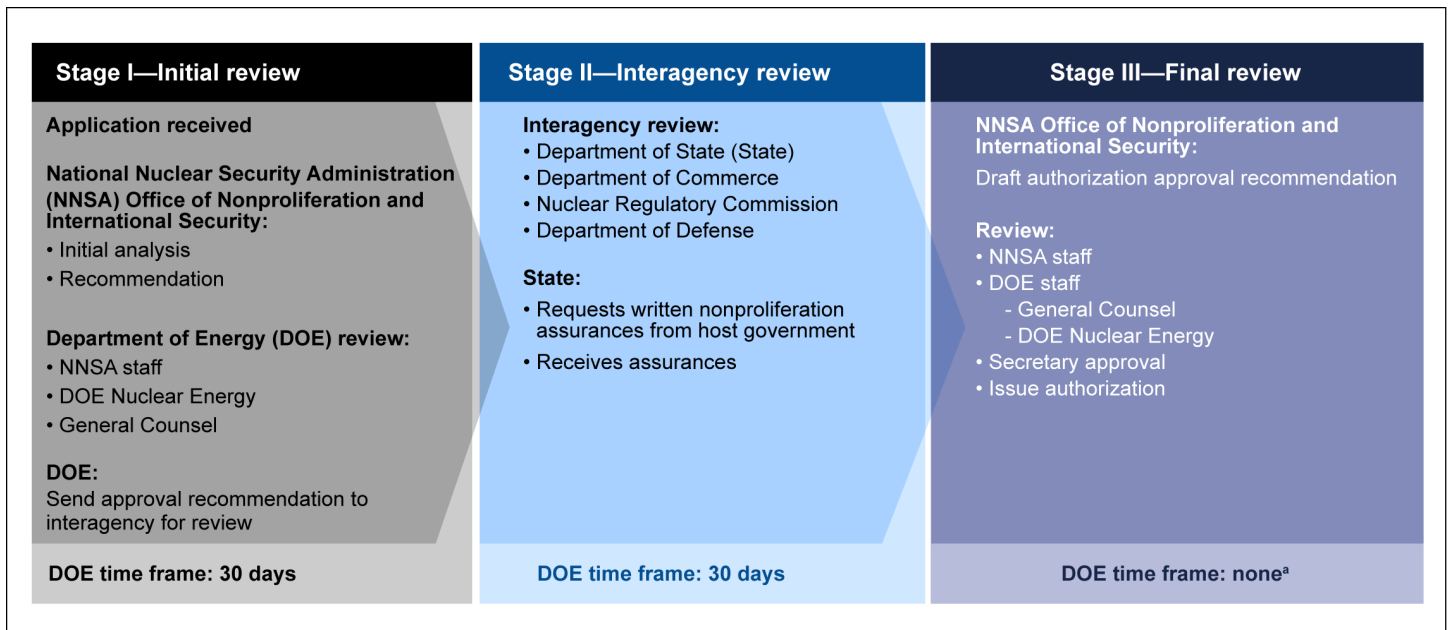 Stage I—Initial review
Application received
National Nuclear Security Administration
(NNSA) Office of Nonproliferation and
International Security:
• Initial analysis
• Recommendation
Department of Energy (DOE) review:
• NNSA staff
• DOE Nuclear Energy
• General Counsel
DOE:
Send approval recommendation to
interagency for review
DOE time frame: 30 days
Stage II—Interagency review
Interagency review:
• Department of State (State)
• Department of Commerce
• Nuclear Regulatory Commission
• Department of Defense
State:
• Requests written nonproliferation
assurances from host government
• Receives assurances
DOE time frame: 30 days
Stage III—Final review
NNSA Office of Nonproliferation and
International Security:
Draft authorization approval recommendation
Review:
• NNSA staff
• DOE staff
- General Counsel
- DOE Nuclear Energy
• Secretary approval
• Issue authorization
DOE time frame: noneᵃ